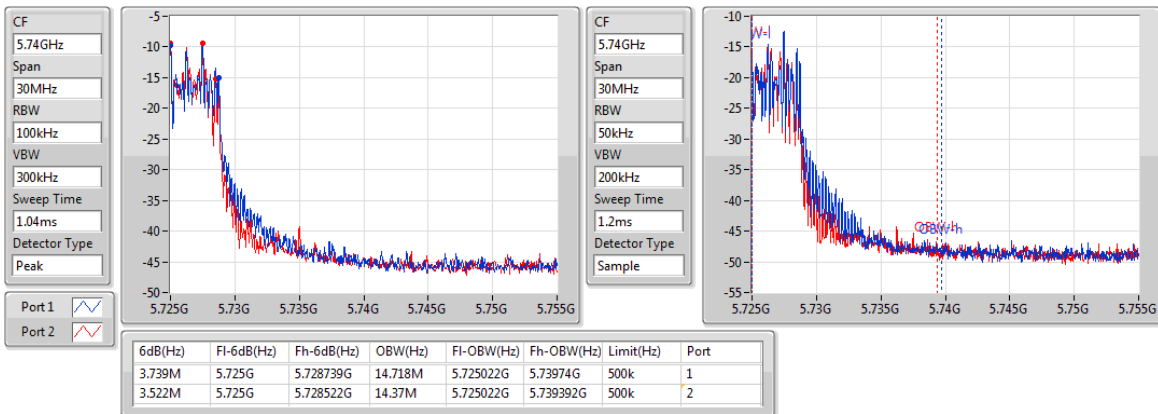 CF
5.74GHz
Span
30MHz
RBW
100kHz
VBW
300kHz
Sweep Time
1.04ms
Detector Type
Peak
Port 1
Port 2
-5
-10
-15
-20
-25
-30
-35
-40
-45
-50
5.725G 5.73G 5.735G 5.74G 5.745G 5.75G 5.755G
CF
5.74GHz
Span
30MHz
RBW
50kHz
VBW
200kHz
Sweep Time
1.2ms
Detector Type
Sample
-10
-15
-20
-25
-30
-35
-40
-45
-50
-55
OBW-h
5.725G 5.73G 5.735G 5.74G 5.745G 5.75G 5.755G
6dB(Hz) Fl-6dB(Hz) Fh-6dB(Hz) OBW(Hz) Fl-OBW(Hz) Fh-OBW(Hz) Limit(Hz) Port
3.739M 5.725G 5.728739G 14.718M 5.725022G 5.73974G 500k 1
3.522M 5.725G 5.728522G 14.37M 5.725022G 5.739392G 500k 2